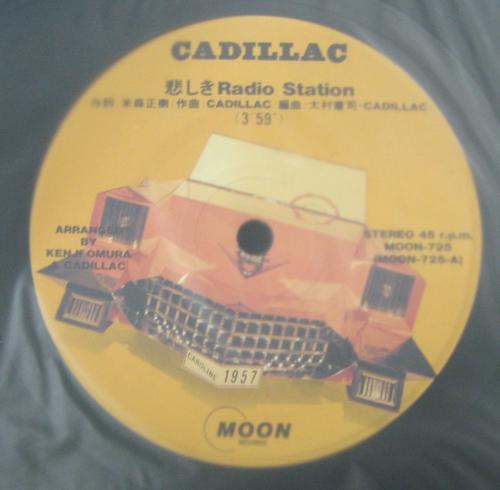 CADILLAC
悲しきRadio Station
作詞 米森正樹/作曲 CADILLAC/編曲 大村憲司・CADILLAC
(3'59")
ARRANGED
BY
KENJI OMURA
& CADILLAC
STEREO 45 r.p.m.
MOON-725
(MOON-725-A)
CAROLINE 1957
MOON
RECORDS